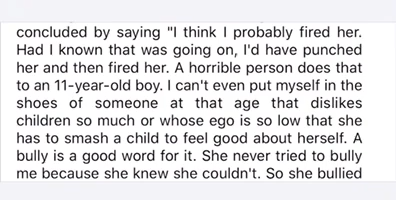 concluded by saying "I think I probably fired her.
Had I known that was going on, I'd have punched
her and then fired her. A horrible person does that
to an 11-year-old boy. I can't even put myself in the
shoes of someone at that age that dislikes
children so much or whose ego is so low that she
has to smash a child to feel good about herself. A
bully is a good word for it. She never tried to bully
me because she knew she couldn't. So she bullied